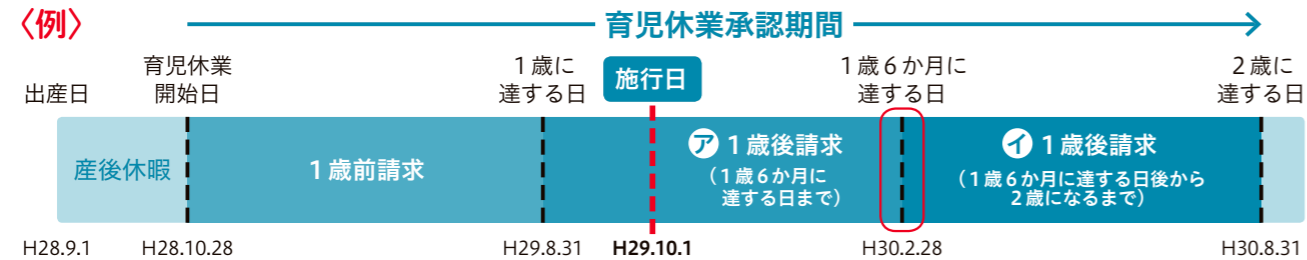 〈例〉
育児休業承認期間
出産日
育児休業
開始日
1歳に
達する日
施行日
1歳6か月に
達する日
2歳に
達する日
産後休暇
1歳前請求
ア 1歳後請求
（1歳6か月に
達する日まで）
イ 1歳後請求
（1歳6か月に達する日後から
2歳になるまで）
H28.9.1
H28.10.28
H29.8.31
H29.10.1
H30.2.28
H30.8.31